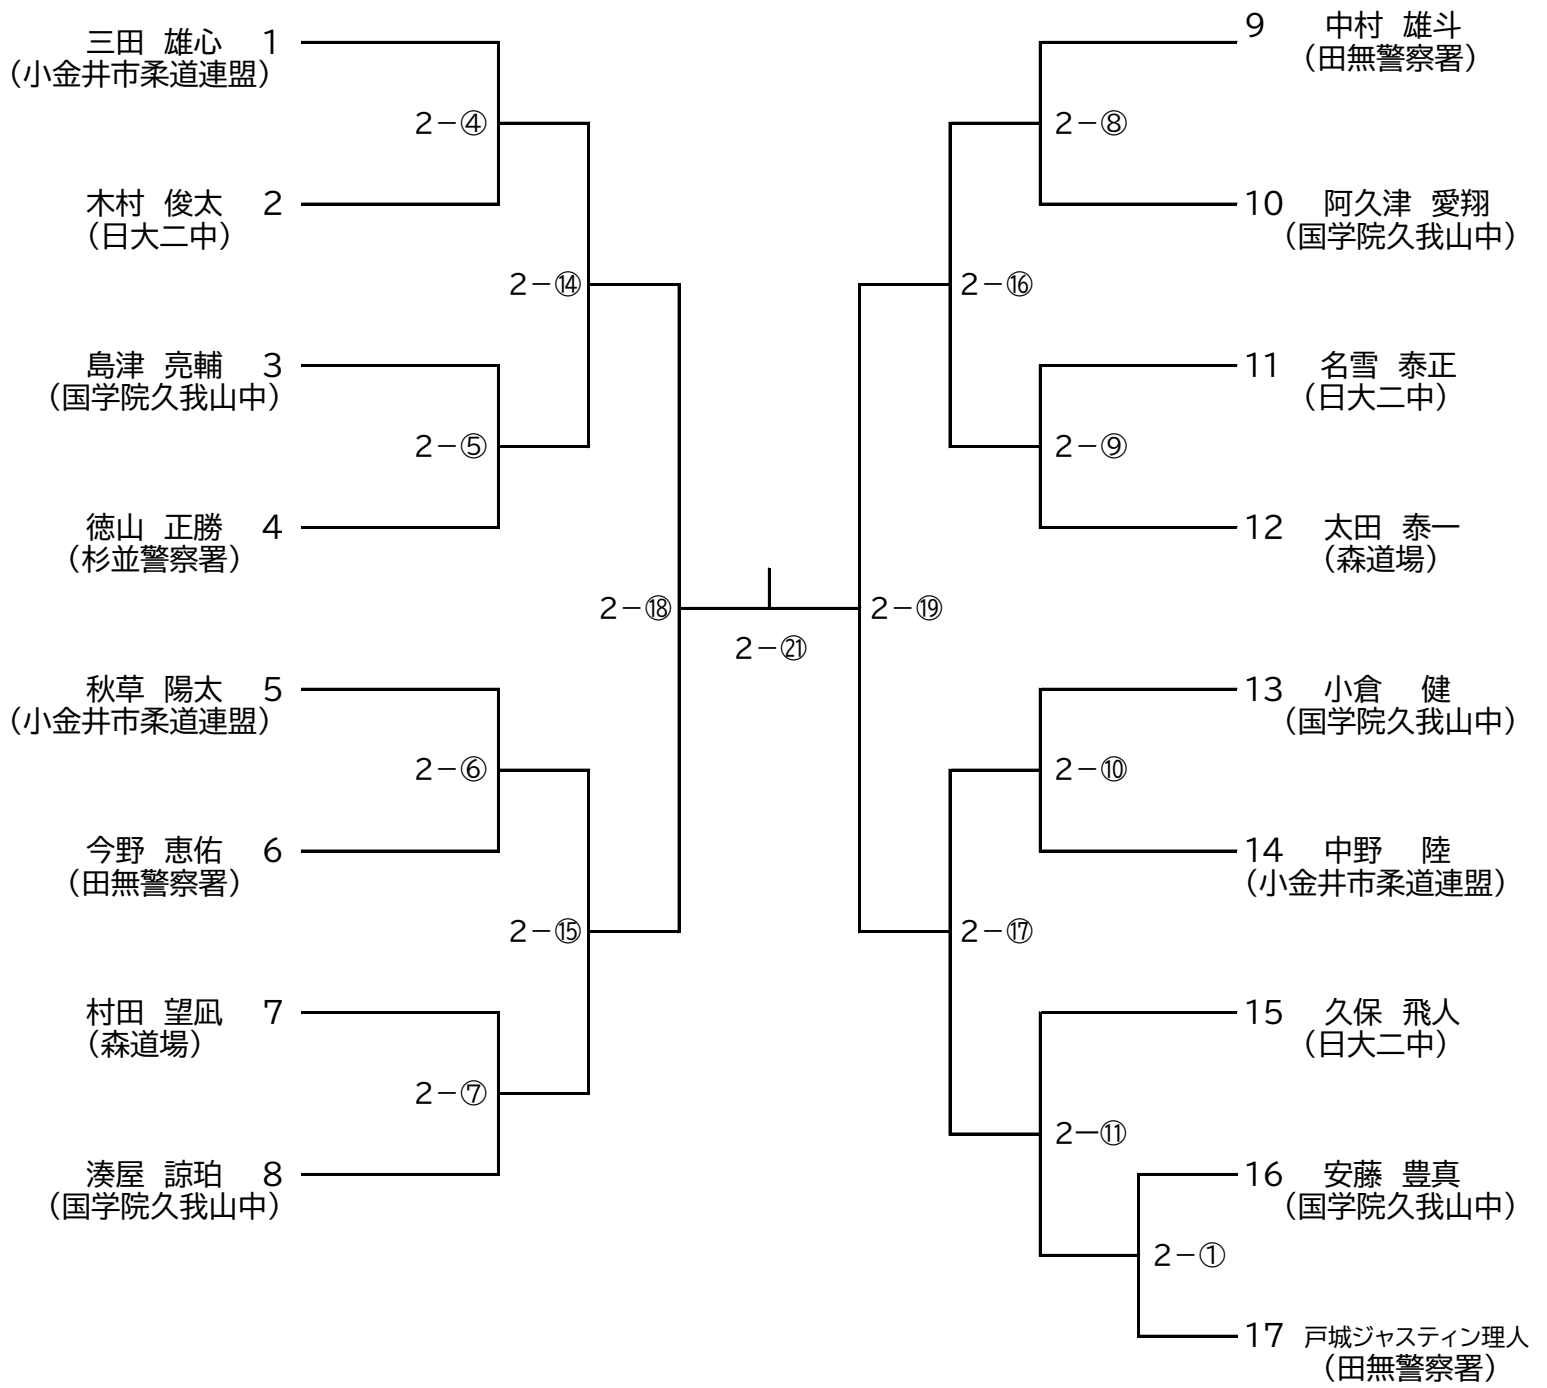 三田 雄心 1
（小金井市柔道連盟）
2－④
木村 俊太 2
（日大二中）
2－⑭
島津 亮輔 3
（国学院久我山中）
2－⑤
徳山 正勝 4
（杉並警察署）
2－⑱
秋草 陽太 5
（小金井市柔道連盟）
2－⑥
今野 恵佑 6
（田無警察署）
2－⑮
村田 望凪 7
（森道場）
2－⑦
湊屋 諒珀 8
（国学院久我山中）
2－㉑
9 中村 雄斗
（田無警察署）
2－⑧
10 阿久津 愛翔
（国学院久我山中）
2－⑯
11 名雪 泰正
（日大二中）
2－⑨
12 太田 泰一
（森道場）
2－⑲
13 小倉 健
（国学院久我山中）
2－⑩
14 中野 陸
（小金井市柔道連盟）
2－⑰
15 久保 飛人
（日大二中）
2―⑪
16 安藤 豊真
（国学院久我山中）
2－①
17 戸城ジャスティン理人
（田無警察署）